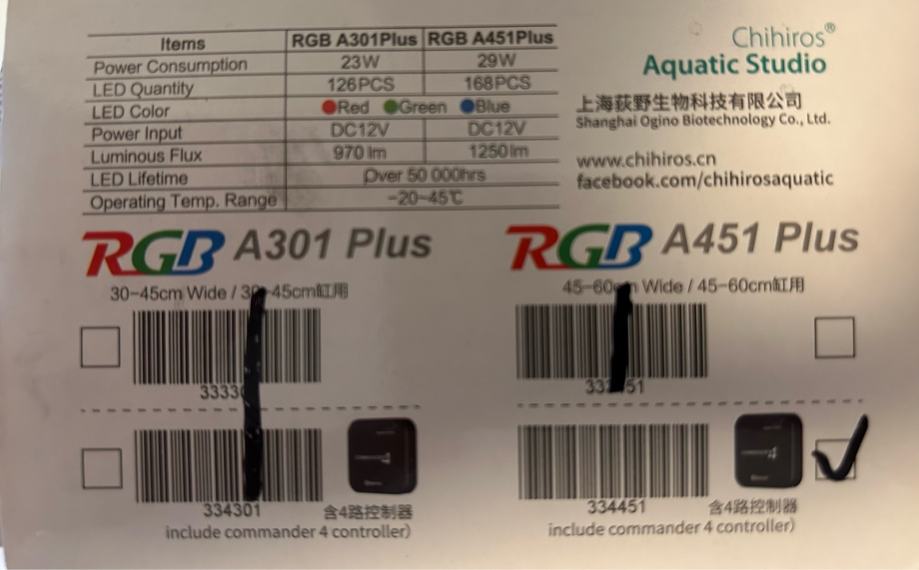 Items RGB A301Plus RGB A451Plus
Power Consumption 23W 29W
LED Quantity 126PCS 168PCS
LED Color Red Green Blue
Power Input DC12V DC12V
Luminous Flux 970 lm 1250 lm
LED Lifetime Over 50 000hrs
Operating Temp. Range -20~45℃
Chihiros®
Aquatic Studio
上海荻野生物科技有限公司
Shanghai Ogino Biotechnology Co., Ltd.
www.chihiros.cn
facebook.com/chihirosaquatic
RGB A301 Plus
30-45cm Wide / 30-45cm缸用
334301
含4路控制器
include commander 4 controller)
RGB A451 Plus
45-60cm Wide / 45-60cm缸用
334451
含4路控制器
include commander 4 controller)